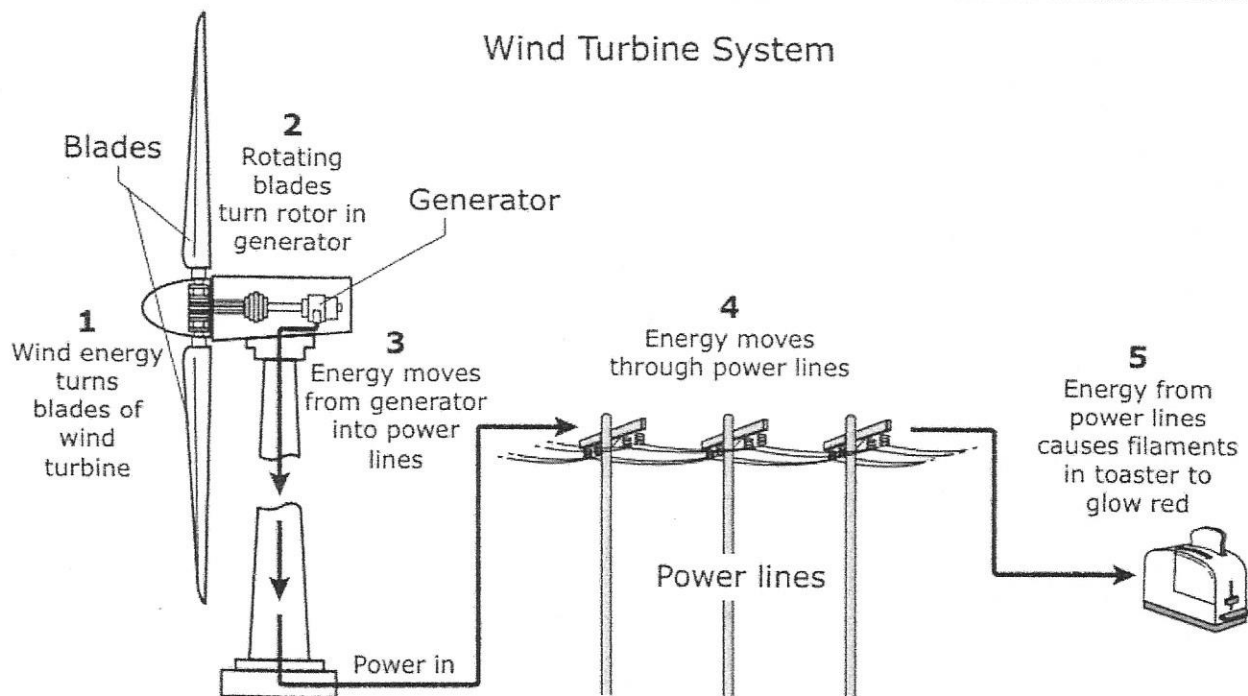 Wind Turbine System
Blades
2
Rotating
blades
turn rotor in
generator
Generator
1
Wind energy
turns
blades of
wind
turbine
3
Energy moves
from generator
into power
lines
4
Energy moves
through power lines
5
Energy from
power lines
causes filaments
in toaster to
glow red
Power lines
Power in